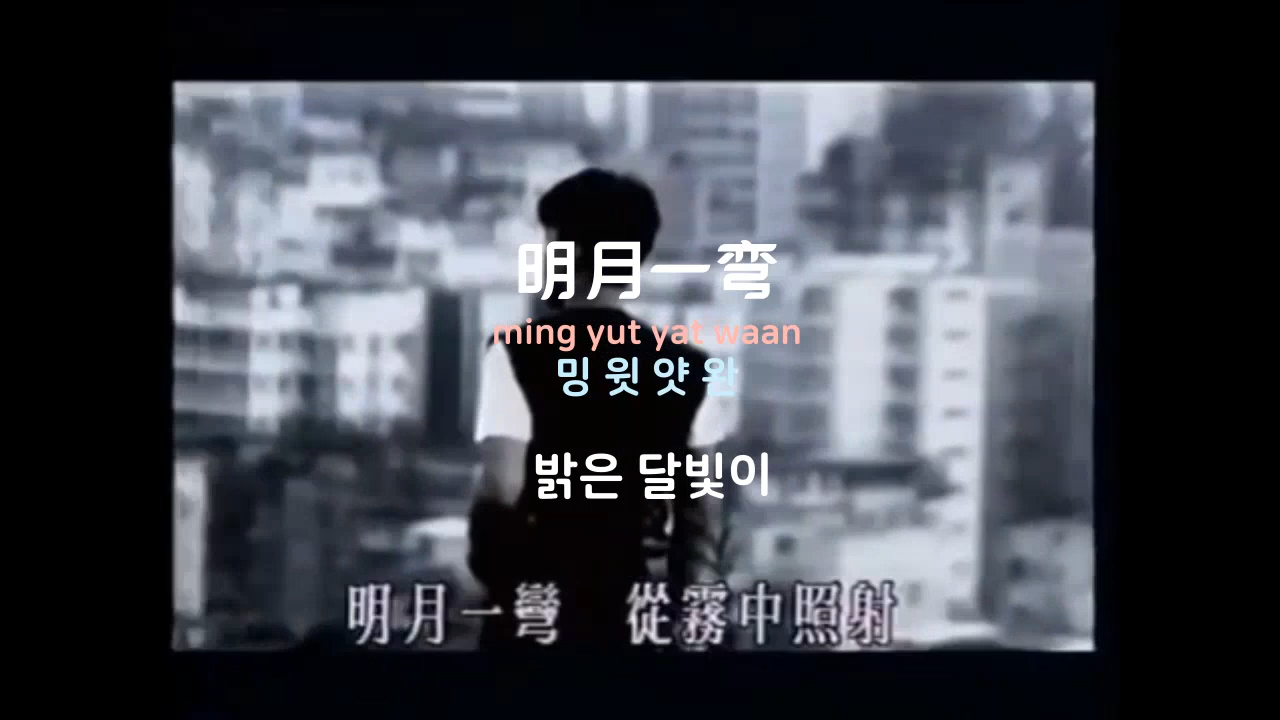 明月一弯
ming yut yat waan
밍 윗 얏 완
밝은 달빛이
明月一彎 從霧中照射